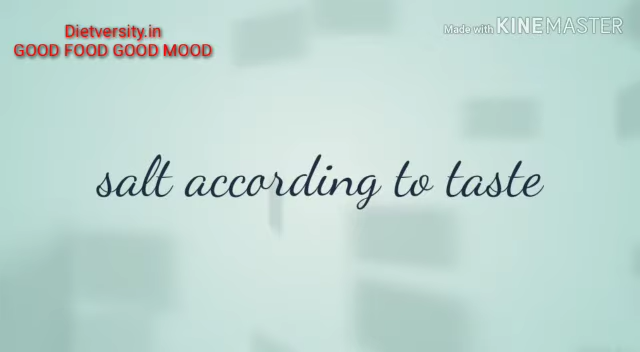 Dietversity.in
GOOD FOOD GOOD MOOD
Made with KINEMASTER
salt according to taste